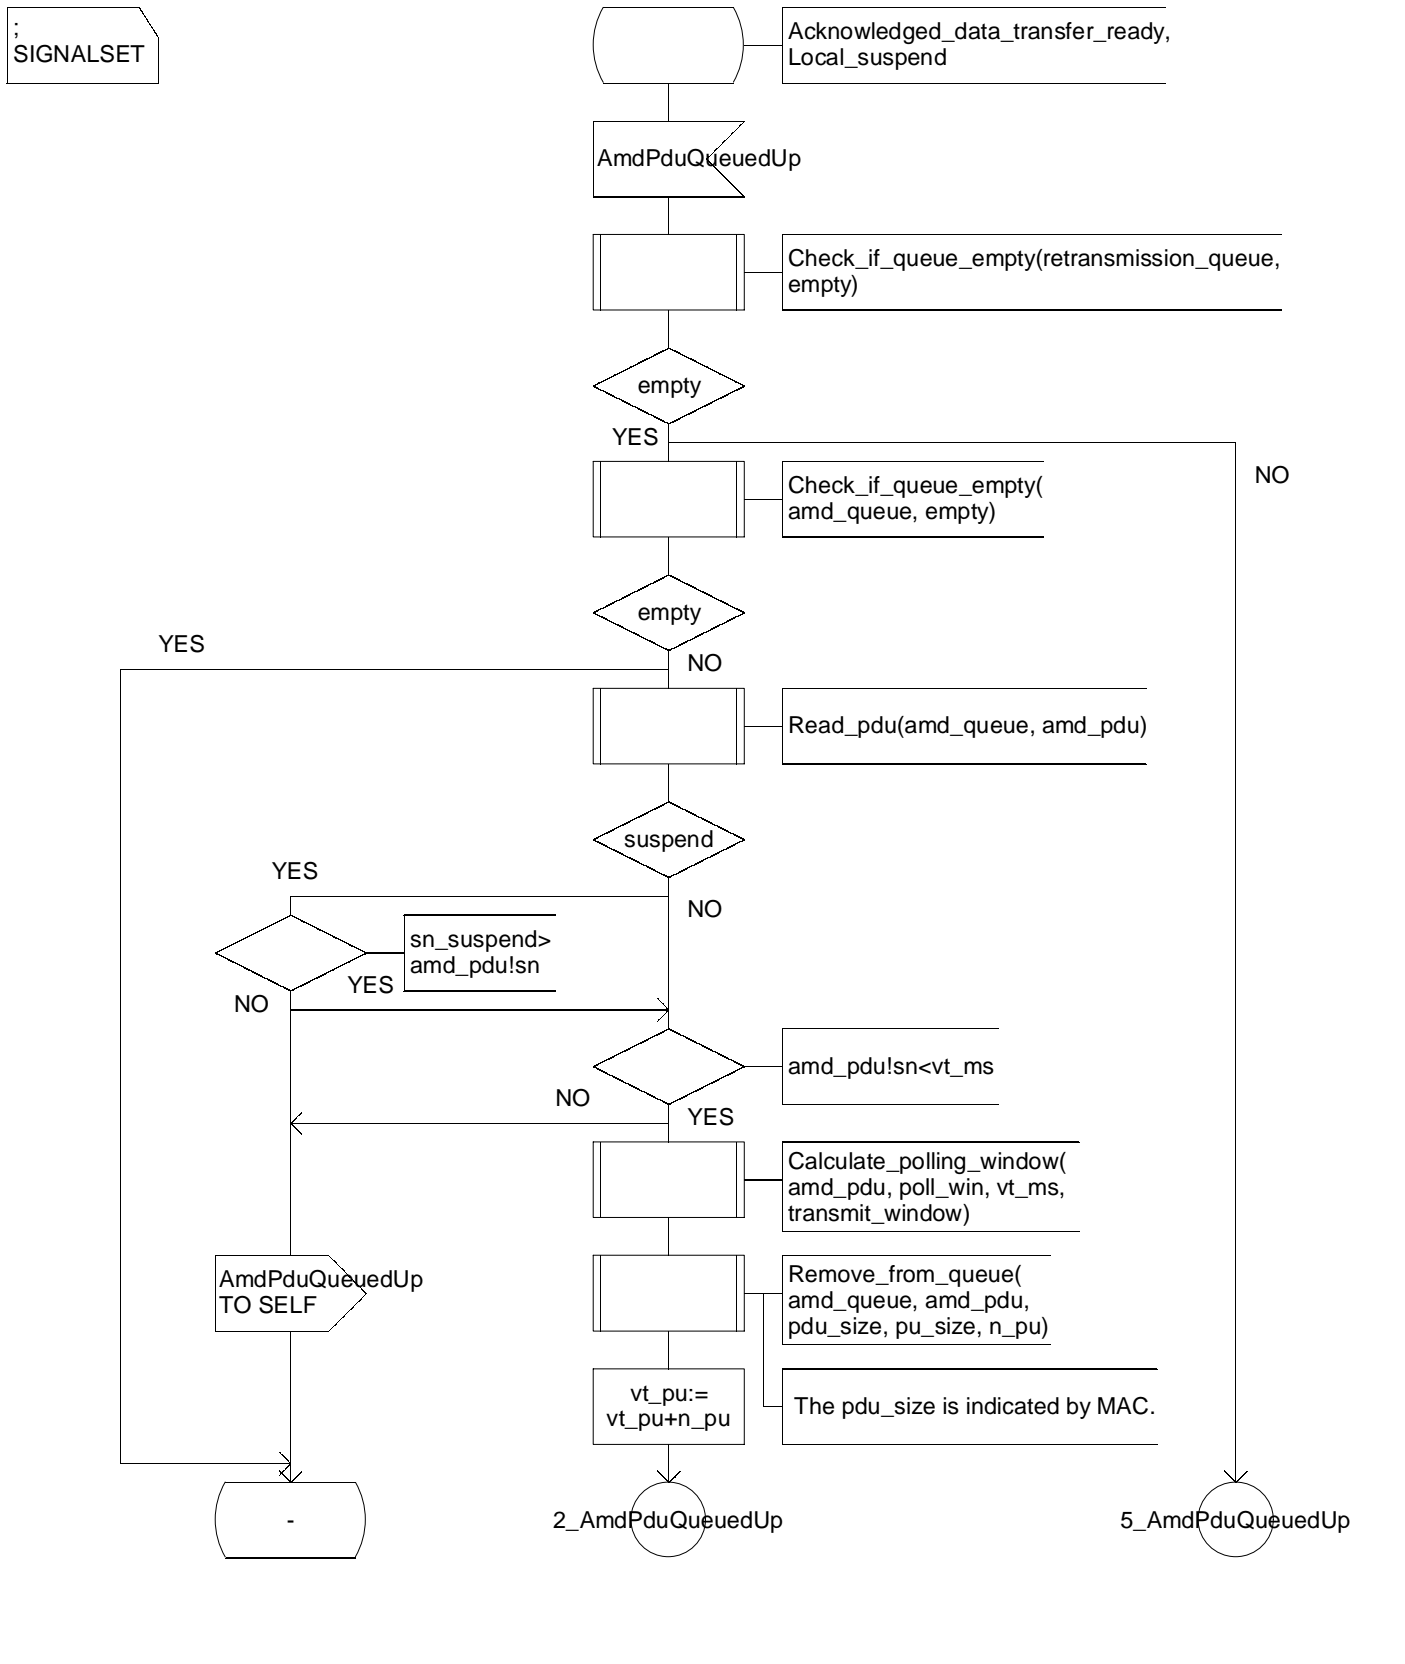 ;
SIGNALSET
Acknowledged_data_transfer_ready,
Local_suspend
AmdPduQueuedUp
Check_if_queue_empty(retransmission_queue,
empty)
empty
YES
NO
Check_if_queue_empty(
amd_queue, empty)
empty
YES
NO
Read_pdu(amd_queue, amd_pdu)
suspend
YES
NO
sn_suspend>
amd_pdu!sn
YES
NO
amd_pdu!sn<vt_ms
NO
YES
Calculate_polling_window(
amd_pdu, poll_win, vt_ms,
transmit_window)
AmdPduQueuedUp
TO SELF
Remove_from_queue(
amd_queue, amd_pdu,
pdu_size, pu_size, n_pu)
vt_pu:=
vt_pu+n_pu
The pdu_size is indicated by MAC.
-
2_AmdPduQueuedUp
5_AmdPduQueuedUp